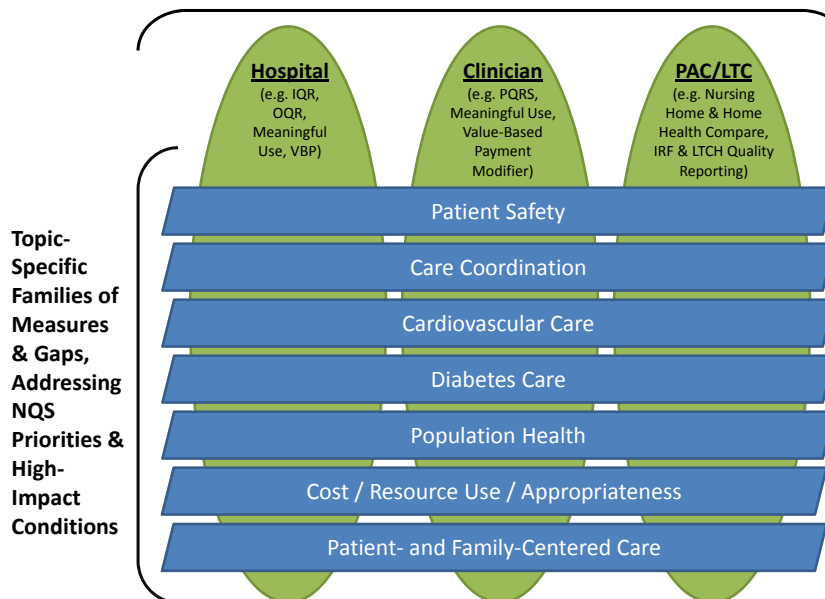 Hospital
(e.g. IQR,
OQR,
Meaningful
Use, VBP)
Clinician
(e.g. PQRS,
Meaningful Use,
Value-Based
Payment
Modifier)
PAC/LTC
(e.g. Nursing
Home & Home
Health Compare,
IRF & LTCH Quality
Reporting)
Topic-
Specific
Families of
Measures
& Gaps,
Addressing
NQS
Priorities &
High-
Impact
Conditions
Patient Safety
Care Coordination
Cardiovascular Care
Diabetes Care
Population Health
Cost / Resource Use / Appropriateness
Patient- and Family-Centered Care